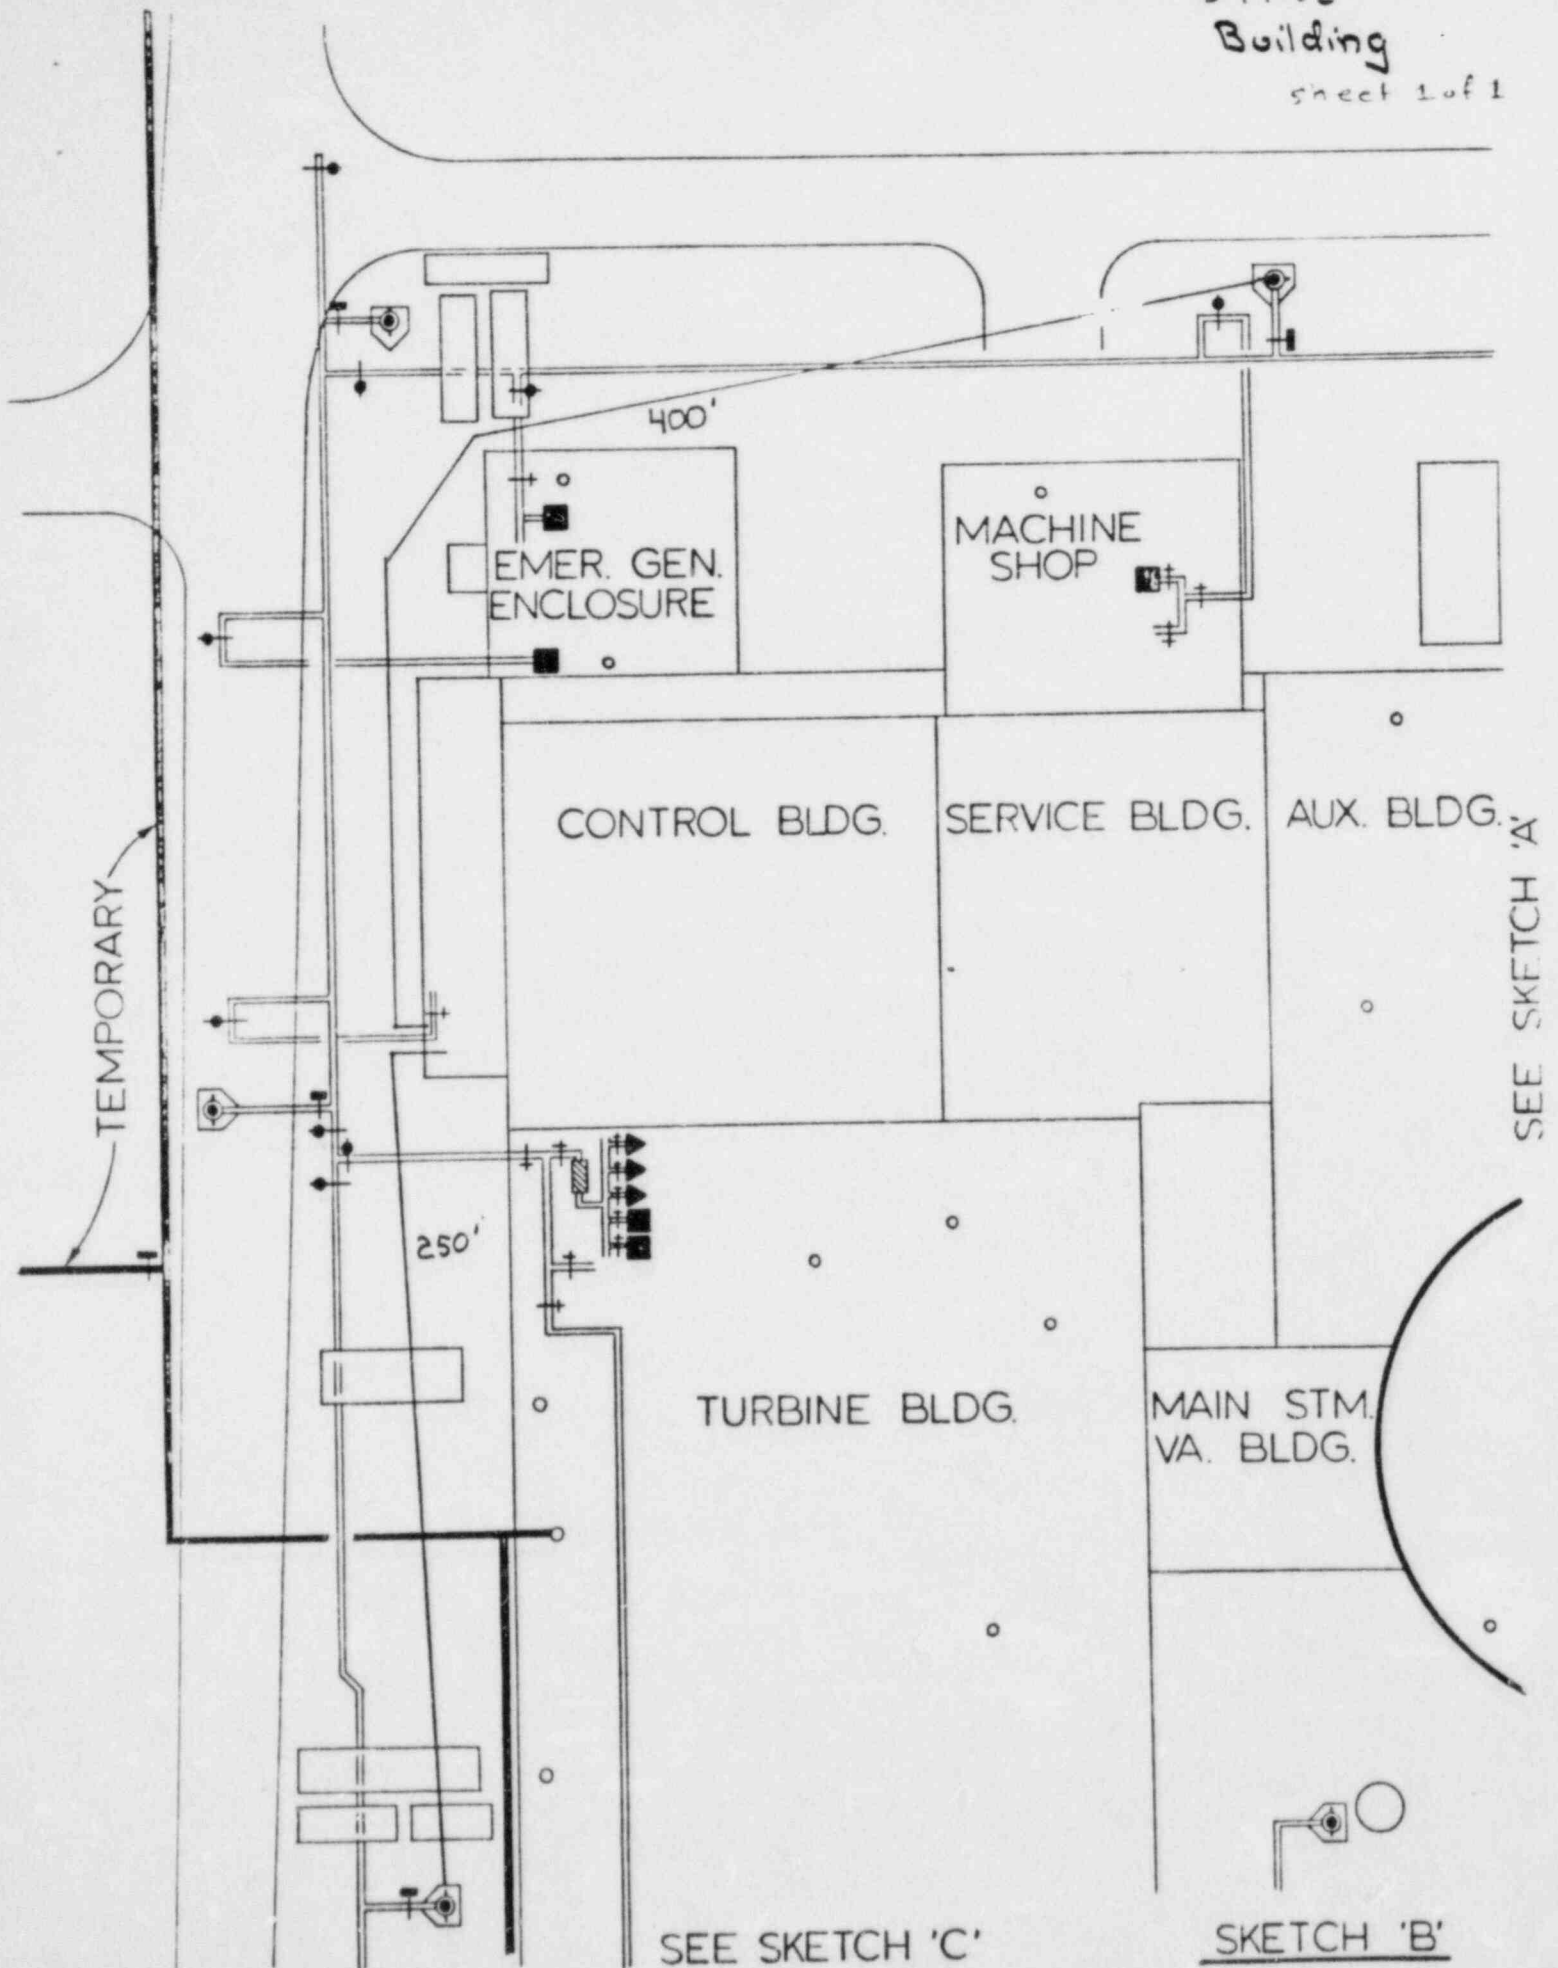 Building
sheet 1 of 1
400'
EMER. GEN.
ENCLOSURE
MACHINE
SHOP
CONTROL BLDG.
SERVICE BLDG.
AUX. BLDG.
SEE SKETCH 'A'
TEMPORARY
250'
TURBINE BLDG.
MAIN STM.
VA. BLDG.
SEE SKETCH 'C'
SKETCH 'B'